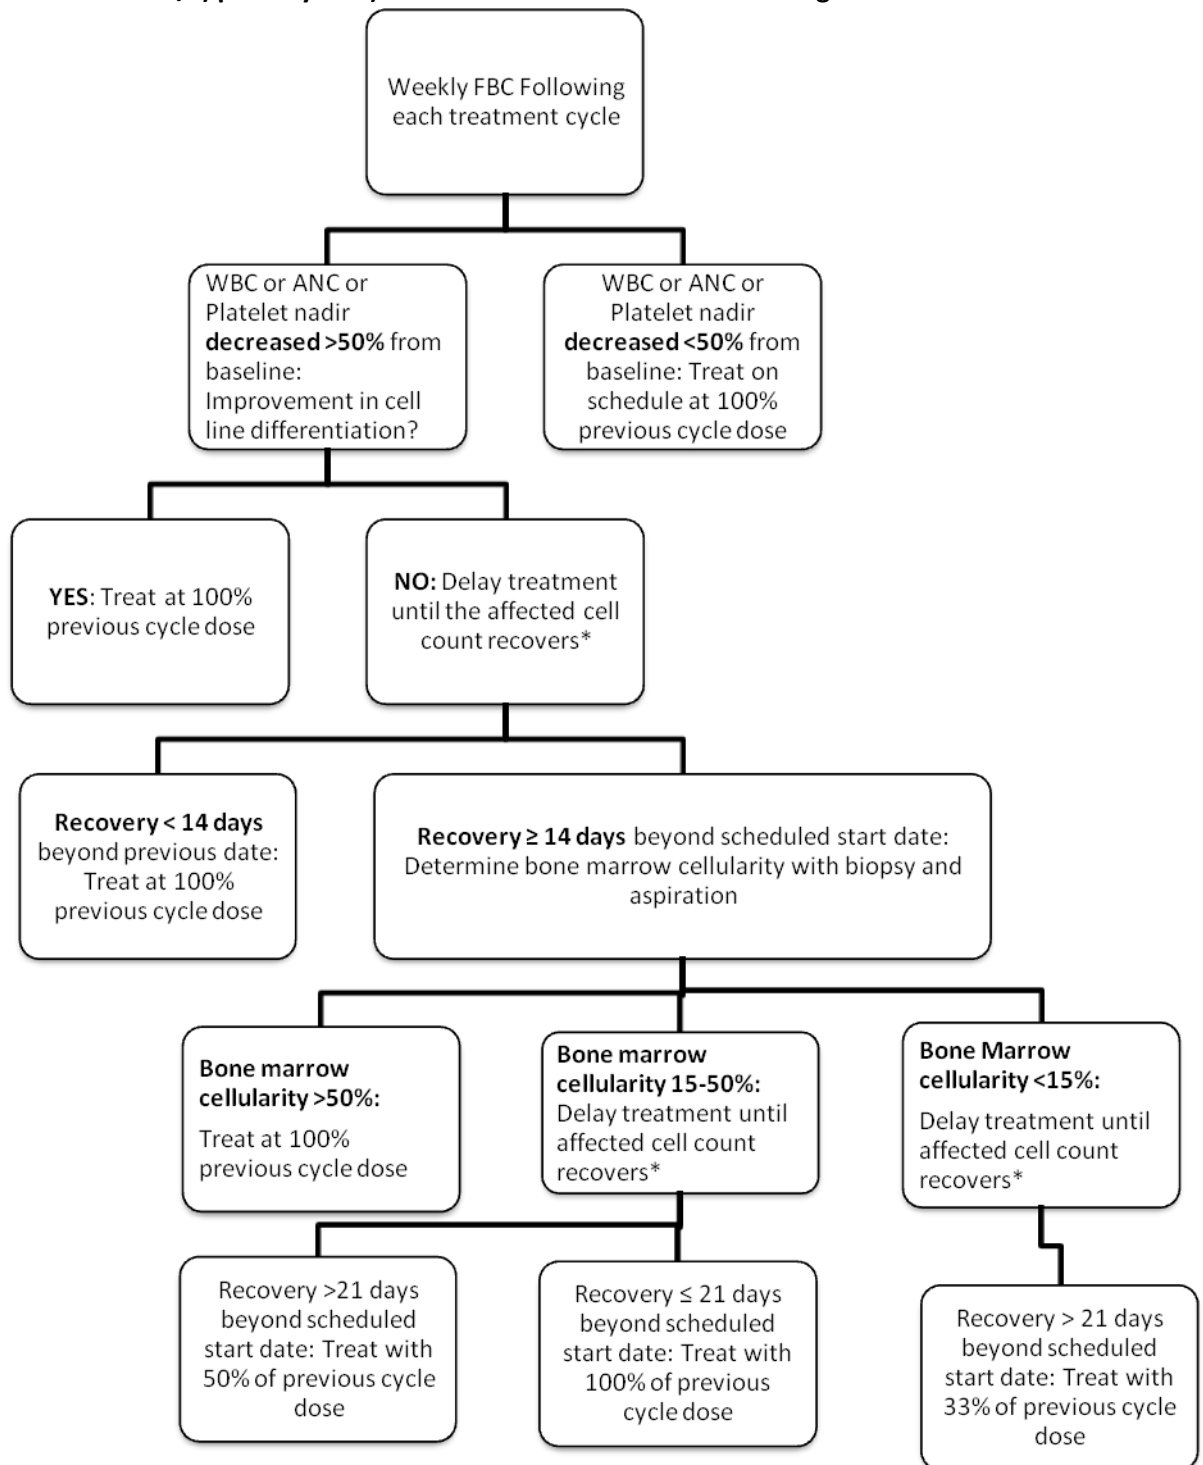 Weekly FBC Following
each treatment cycle
WBC or ANC or
Platelet nadir
decreased >50% from
baseline:
Improvement in cell
line differentiation?
WBC or ANC or
Platelet nadir
decreased <50% from
baseline: Treat on
schedule at 100%
previous cycle dose
YES: Treat at 100%
previous cycle dose
NO: Delay treatment
until the affected cell
count recovers*
Recovery < 14 days
beyond previous date:
Treat at 100%
previous cycle dose
Recovery ≥ 14 days beyond scheduled start date:
Determine bone marrow cellularity with biopsy and
aspiration
Bone marrow
cellularity >50%:
Treat at 100%
previous cycle dose
Bone marrow
cellularity 15-50%:
Delay treatment until
affected cell count
recovers*
Bone Marrow
cellularity <15%:
Delay treatment until
affected cell count
recovers*
Recovery >21 days
beyond scheduled
start date: Treat with
50% of previous cycle
dose
Recovery ≤ 21 days
beyond scheduled
start date: Treat with
100% of previous
cycle dose
Recovery > 21 days
beyond scheduled
start date: Treat with
33% of previous cycle
dose